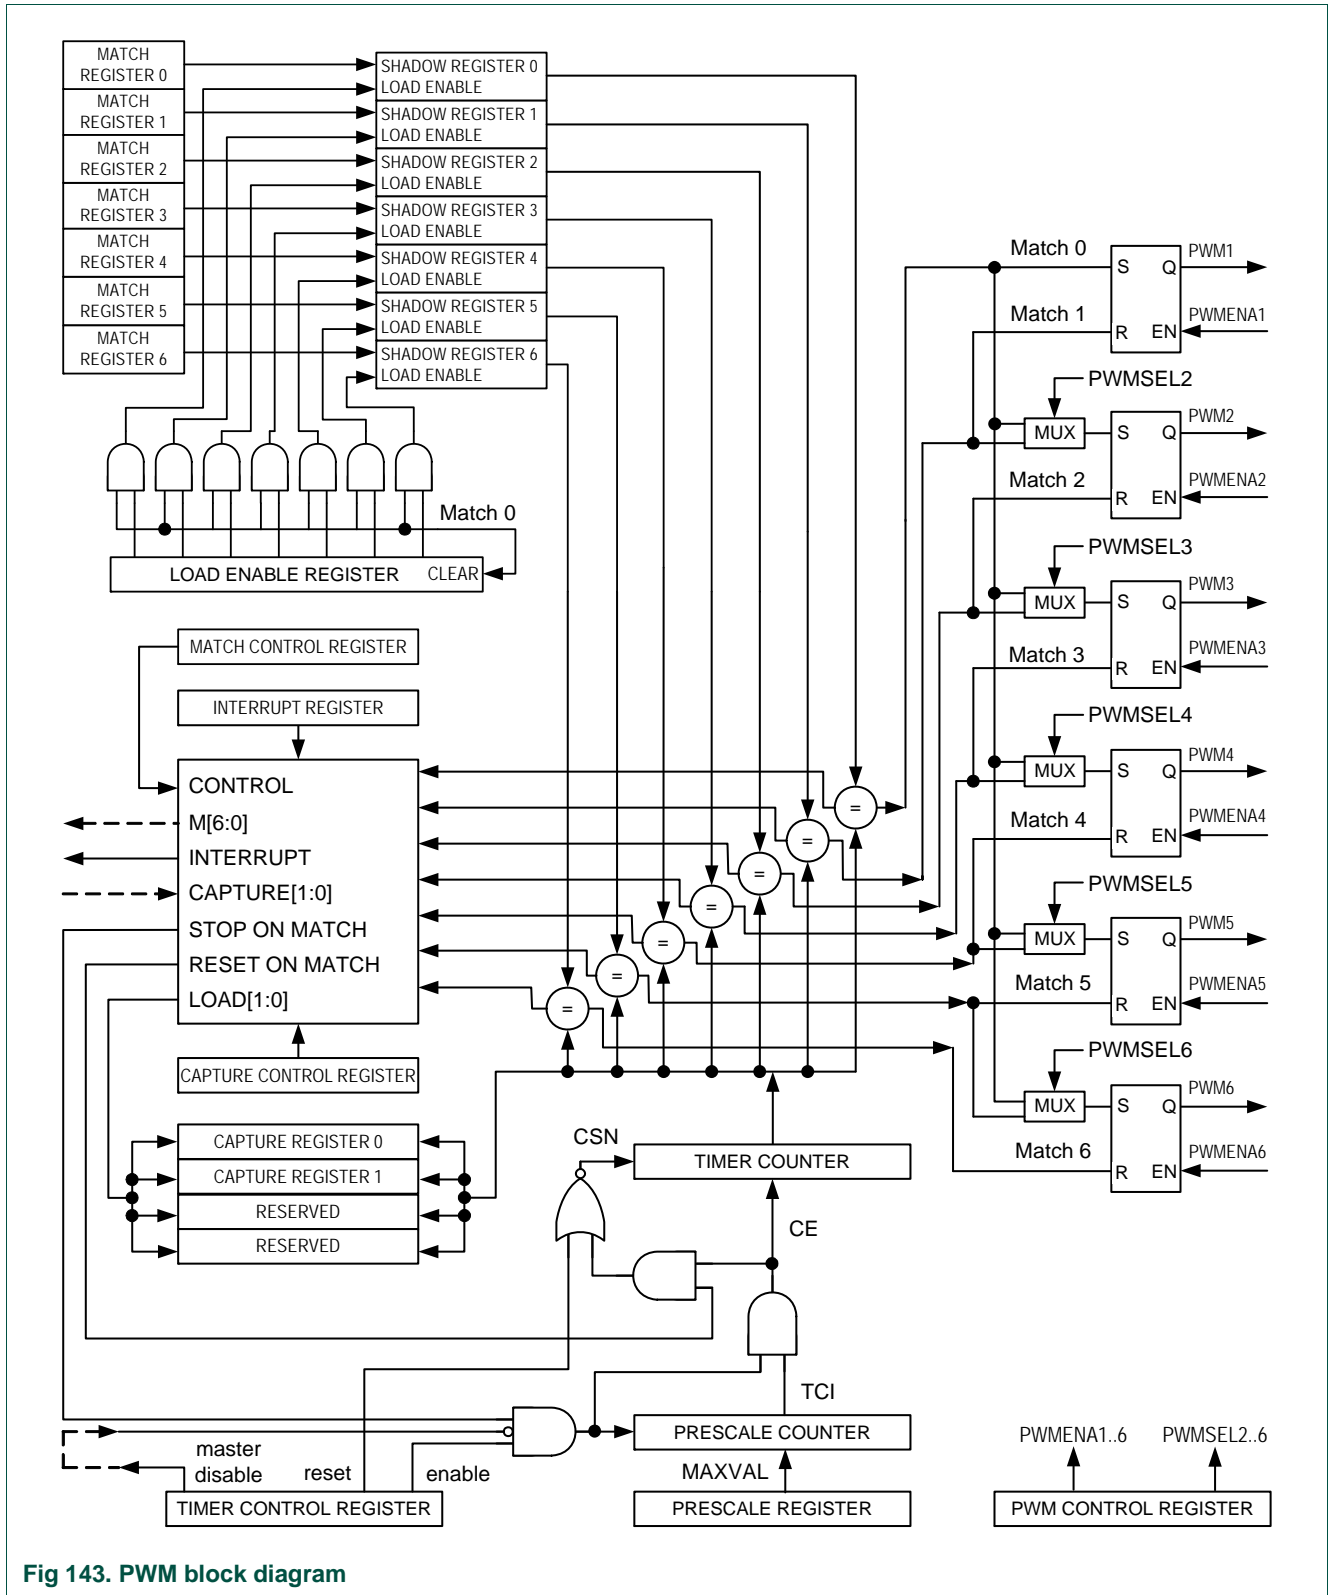 MATCH
REGISTER 0
MATCH
REGISTER 1
MATCH
REGISTER 2
MATCH
REGISTER 3
MATCH
REGISTER 4
MATCH
REGISTER 5
MATCH
REGISTER 6
SHADOW REGISTER 0
LOAD ENABLE
SHADOW REGISTER 1
LOAD ENABLE
SHADOW REGISTER 2
LOAD ENABLE
SHADOW REGISTER 3
LOAD ENABLE
SHADOW REGISTER 4
LOAD ENABLE
SHADOW REGISTER 5
LOAD ENABLE
SHADOW REGISTER 6
LOAD ENABLE
Match 0
LOAD ENABLE REGISTER CLEAR
MATCH CONTROL REGISTER
INTERRUPT REGISTER
CONTROL
M[6:0]
INTERRUPT
CAPTURE[1:0]
STOP ON MATCH
RESET ON MATCH
LOAD[1:0]
CAPTURE CONTROL REGISTER
CAPTURE REGISTER 0
CAPTURE REGISTER 1
RESERVED
RESERVED
=
=
=
=
=
=
=
Match 0
S Q PWM1
Match 1
R EN PWMENA1
PWMSEL2
MUX
S Q PWM2
Match 2
R EN PWMENA2
PWMSEL3
MUX
S Q PWM3
Match 3
R EN PWMENA3
PWMSEL4
MUX
S Q PWM4
Match 4
R EN PWMENA4
PWMSEL5
MUX
S Q PWM5
Match 5
R EN PWMENA5
PWMSEL6
MUX
S Q PWM6
Match 6
R EN PWMENA6
CSN
TIMER COUNTER
CE
TCI
PRESCALE COUNTER
MAXVAL
PRESCALE REGISTER
master
disable
reset
enable
TIMER CONTROL REGISTER
PWMENA1..6 PWMSEL2..6
PWM CONTROL REGISTER
Fig 143. PWM block diagram